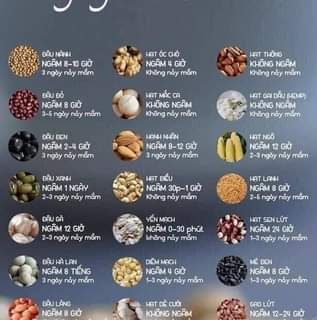 ĐẬU NÀNH
NGÂM 8-10 GIỜ
3 ngày nảy mầm
HẠT ÓC CHÓ
NGÂM 4 GIỜ
Không nảy mầm
HẠT THÔNG
KHÔNG NGÂM
Không nảy mầm
ĐẬU ĐỎ
NGÂM 8 GIỜ
3-5 ngày nảy mầm
HẠT MẮC CA
KHÔNG NGÂM
Không nảy mầm
HẠT GAI DẦU (HEMP)
KHÔNG NGÂM
Không nảy mầm
ĐẬU ĐEN
NGÂM 2-4 GIỜ
3 ngày nảy mầm
HẠNH NHÂN
NGÂM 9-12 GIỜ
3 ngày nảy mầm
HẠT NGÔ
NGÂM 12 GIỜ
2-3 ngày nảy mầm
ĐẬU XANH
NGÂM 1 NGÀY
2-3 ngày nảy mầm
HẠT ĐIỀU
NGÂM 30p-1 GIỜ
Không nảy mầm
HẠT LANH
NGÂM 8 GIỜ
2-3 ngày nảy mầm
ĐẬU GÀ
NGÂM 12 GIỜ
2-3 ngày nảy mầm
YẾN MẠCH
NGÂM 0-30 phút
không nảy mầm
HẠT SEN LỨT
NGÂM 24 GIỜ
1-3 ngày nảy mầm
ĐẬU HÀ LAN
NGÂM 8 TIẾNG
3 ngày nảy mầm
DIÊM MẠCH
NGÂM 4 GIỜ
1-3 ngày nảy mầm
MÈ ĐEN
NGÂM 8 GIỜ
1-3 ngày nảy mầm
ĐẬU LĂNG
NGÂM 8 GIỜ
HẠT DẺ CƯỜI
KHÔNG NGÂM
GẠO LỨT
NGÂM 12-24 GIỜ